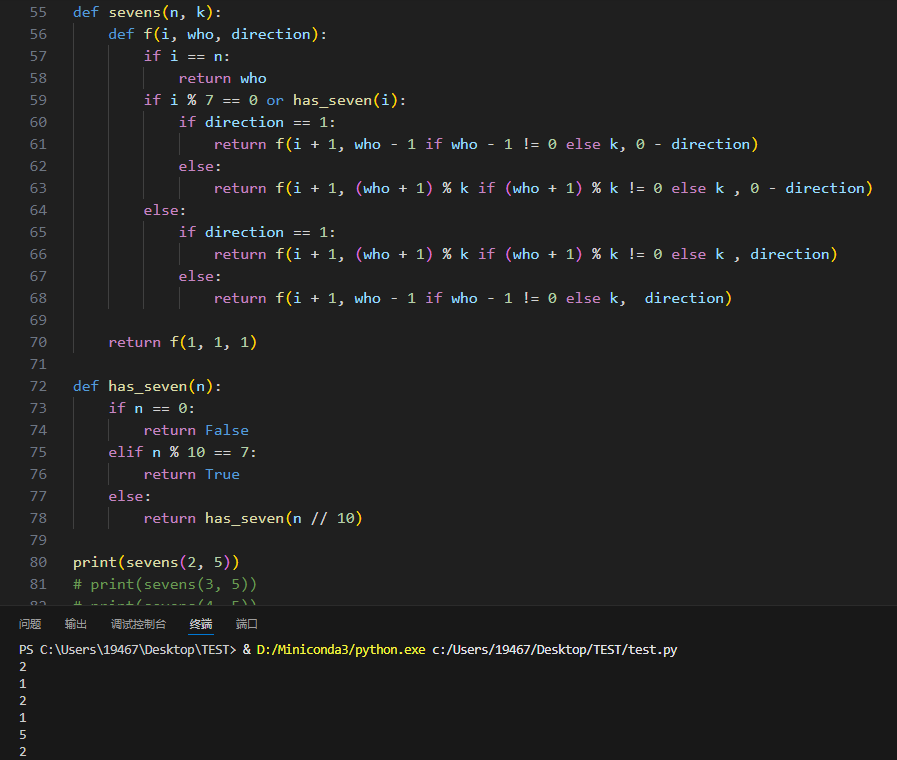 55 def sevens(n, k):
56     def f(i, who, direction):
57         if i == n:
58             return who
59         if i % 7 == 0 or has_seven(i):
60             if direction == 1:
61                 return f(i + 1, who - 1 if who - 1 != 0 else k, 0 - direction)
62             else:
63                 return f(i + 1, (who + 1) % k if (who + 1) % k != 0 else k , 0 - direction)
64         else:
65             if direction == 1:
66                 return f(i + 1, (who + 1) % k if (who + 1) % k != 0 else k , direction)
67             else:
68                 return f(i + 1, who - 1 if who - 1 != 0 else k,  direction)
69
70     return f(1, 1, 1)
71
72 def has_seven(n):
73     if n == 0:
74         return False
75     elif n % 10 == 7:
76         return True
77     else:
78         return has_seven(n // 10)
79
80 print(sevens(2, 5))
81 # print(sevens(3, 5))
82 # print(sevens(4, 5))
问题 输出 调试控制台 终端 端口
PS C:\Users\19467\Desktop\TEST> & D:/Miniconda3/python.exe c:/Users/19467/Desktop/TEST/test.py
2
1
2
1
5
2